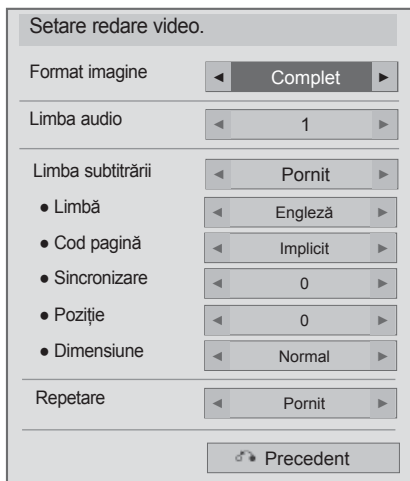 Setare redare video.
Format imagine ◄ Complet ►
Limba audio ◄ 1 ►
Limba subtitrării ◄ Pornit ►
● Limbă ◄ Engleză ►
● Cod pagină ◄ Implicit ►
● Sincronizare ◄ 0 ►
● Poziție ◄ 0 ►
● Dimensiune ◄ Normal ►
Repetare ◄ Pornit ►
Precedent